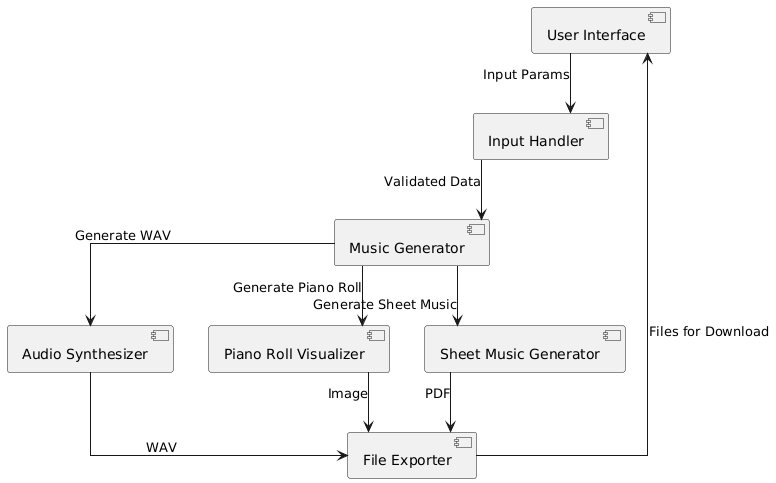 User Interface
Input Params
Input Handler
Validated Data
Music Generator
Generate WAV
Generate Piano Roll
Generate Sheet Music
Files for Download
Audio Synthesizer
Piano Roll Visualizer
Sheet Music Generator
Image
PDF
WAV
File Exporter